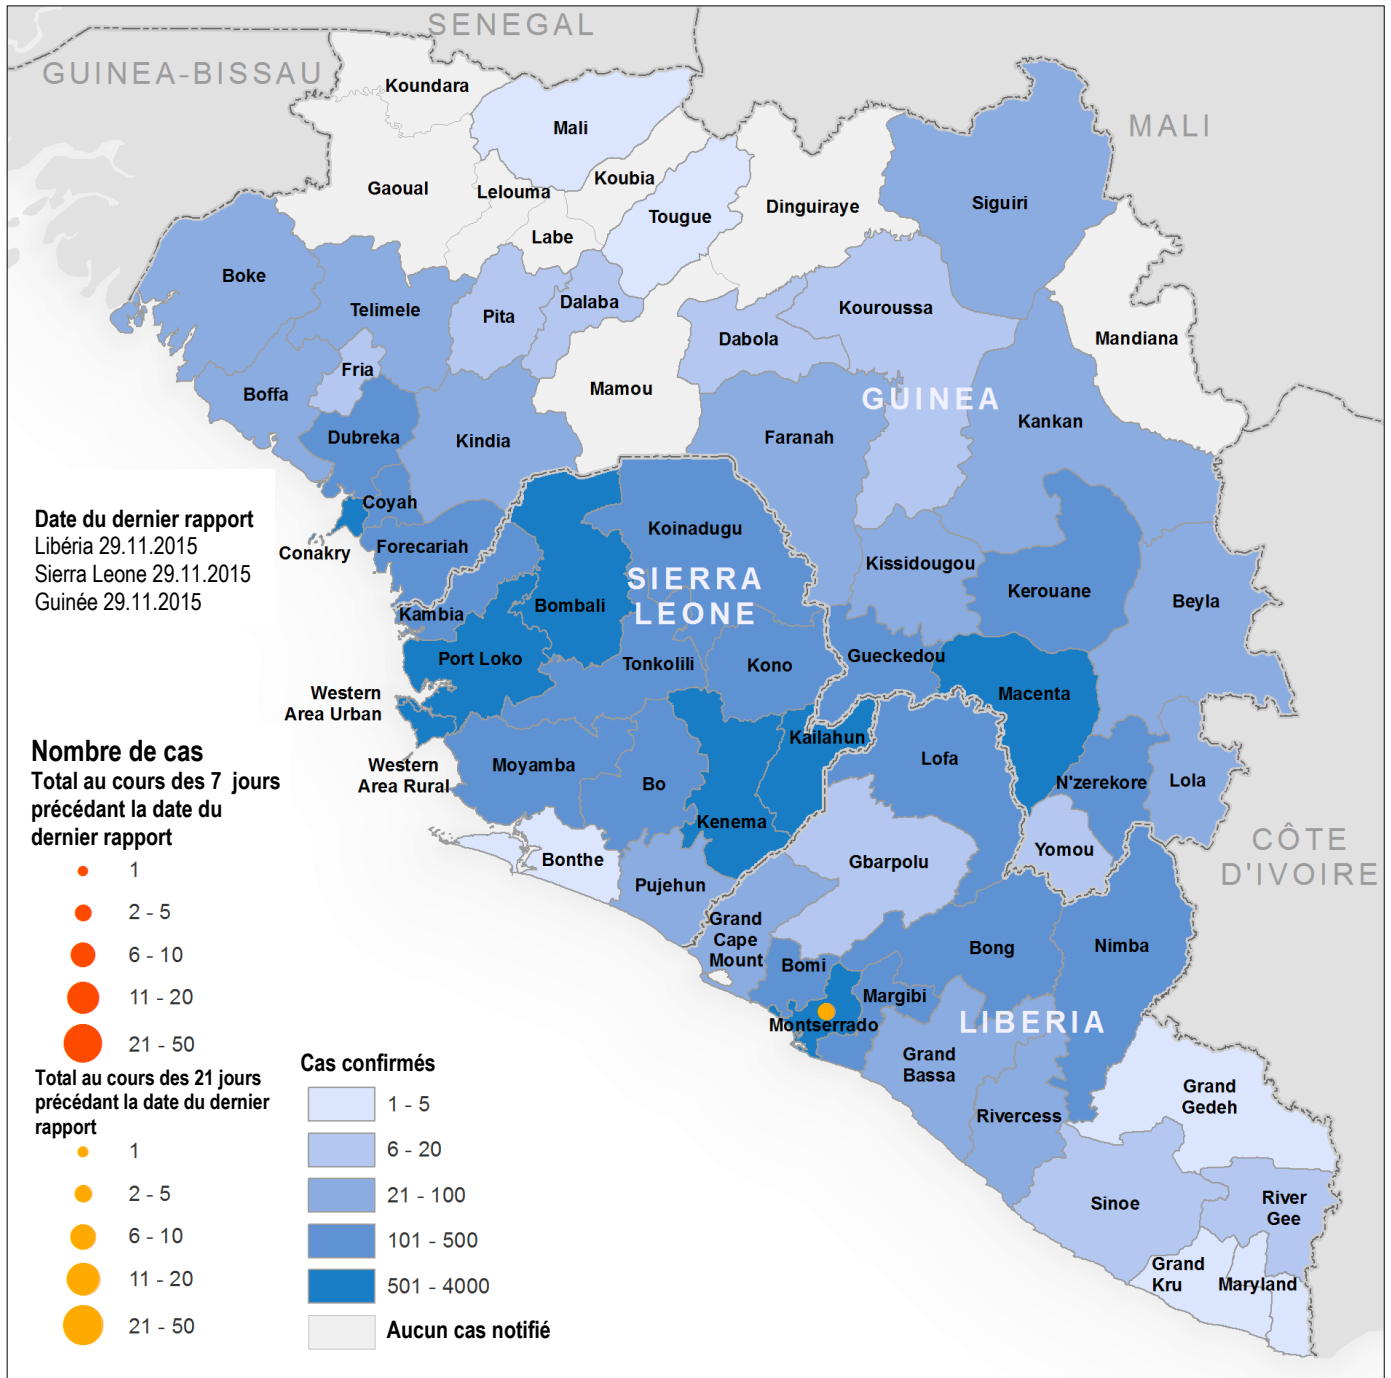 SENEGAL
GUINEA-BISSAU
MALI
Koundara
Mali
Gaoual
Lelouma
Koubia
Labe
Tougue
Dinguiraye
Siguiri
Boke
Telimele
Pita
Dalaba
Kouroussa
Dabola
Mandiana
Fria
Boffa
Mamou
GUINEA
Dubreka
Kindia
Faranah
Kankan
Coyah
Conakry
Forecariah
Koinadugu
Kissidougou
Kerouane
Beyla
SIERRA
LEONE
Kambia
Bombali
Port Loko
Tonkolili
Kono
Gueckedou
Macenta
Western
Area Urban
Kailahun
Lofa
Moyamba
Bo
Western
Area Rural
Kenema
N'zerekore
Lola
Yomou
Bonthe
Pujehun
Gbarpolu
CÔTE
D'IVOIRE
Grand
Cape
Mount
Bomi
Bong
Nimba
Margibi
Montserrado
LIBERIA
Grand
Bassa
Rivercess
Grand
Gedeh
Sinoe
River
Gee
Grand
Kru
Maryland
Date du dernier rapport
Libéria 29.11.2015
Sierra Leone 29.11.2015
Guinée 29.11.2015
Nombre de cas
Total au cours des 7 jours
précédant la date du
dernier rapport
1
2 - 5
6 - 10
11 - 20
21 - 50
Total au cours des 21 jours
précédant la date du dernier
rapport
1
2 - 5
6 - 10
11 - 20
21 - 50
Cas confirmés
1 - 5
6 - 20
21 - 100
101 - 500
501 - 4000
Aucun cas notifié